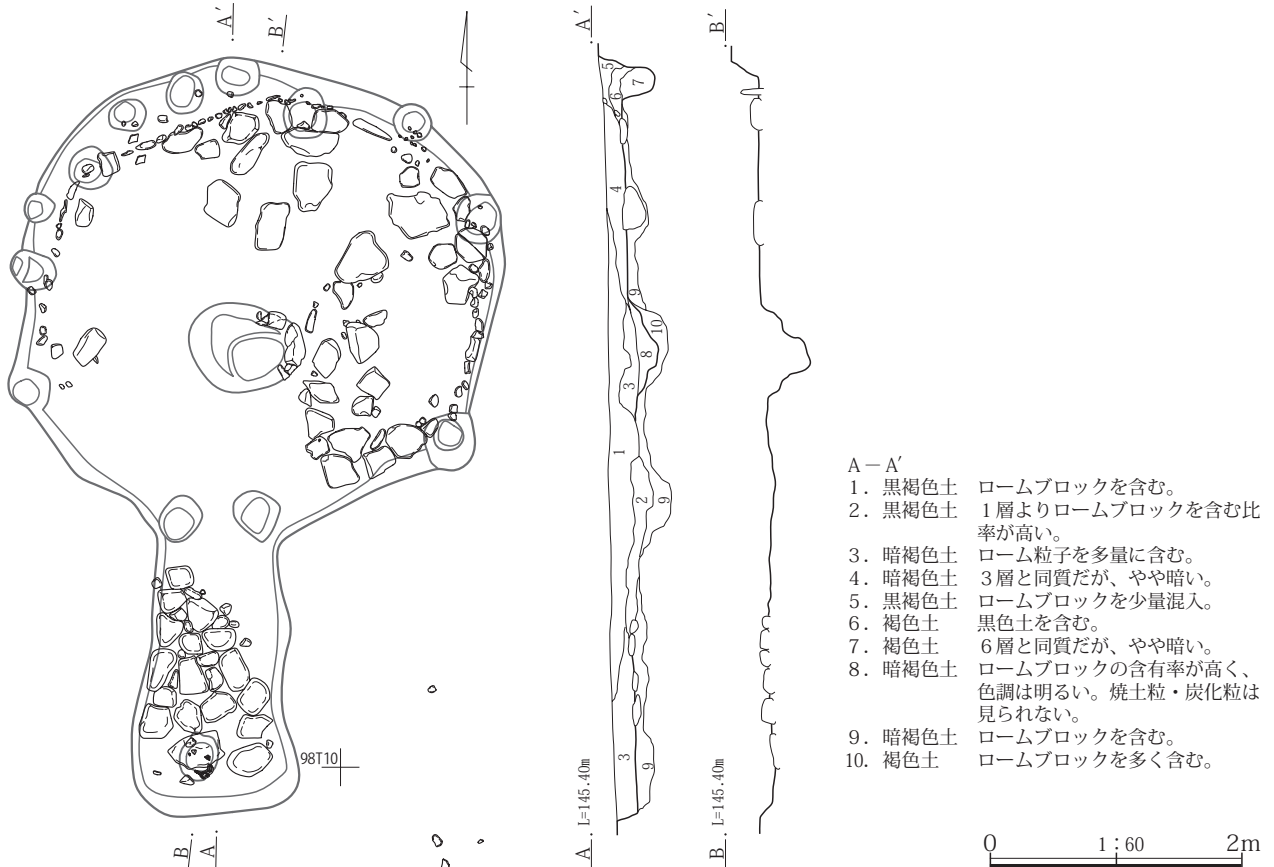 A′
B′
A′
B′
5
7
6
4
9
10
8
3
1
2
9
3
9
98T10
B
A
A
L=145.40m
B
L=145.40m
A－A′
1．黒褐色土　ロームブロックを含む。
2．黒褐色土　１層よりロームブロックを含む比
率が高い。
3．暗褐色土　ローム粒子を多量に含む。
4．暗褐色土　３層と同質だが、やや暗い。
5．黒褐色土　ロームブロックを少量混入。
6．褐色土　黒色土を含む。
7．褐色土　６層と同質だが、やや暗い。
8．暗褐色土　ロームブロックの含有率が高く、
色調は明るい。焼土粒・炭化粒は
見られない。
9．暗褐色土　ロームブロックを含む。
10．褐色土　ロームブロックを多く含む。
0　1：60　2m